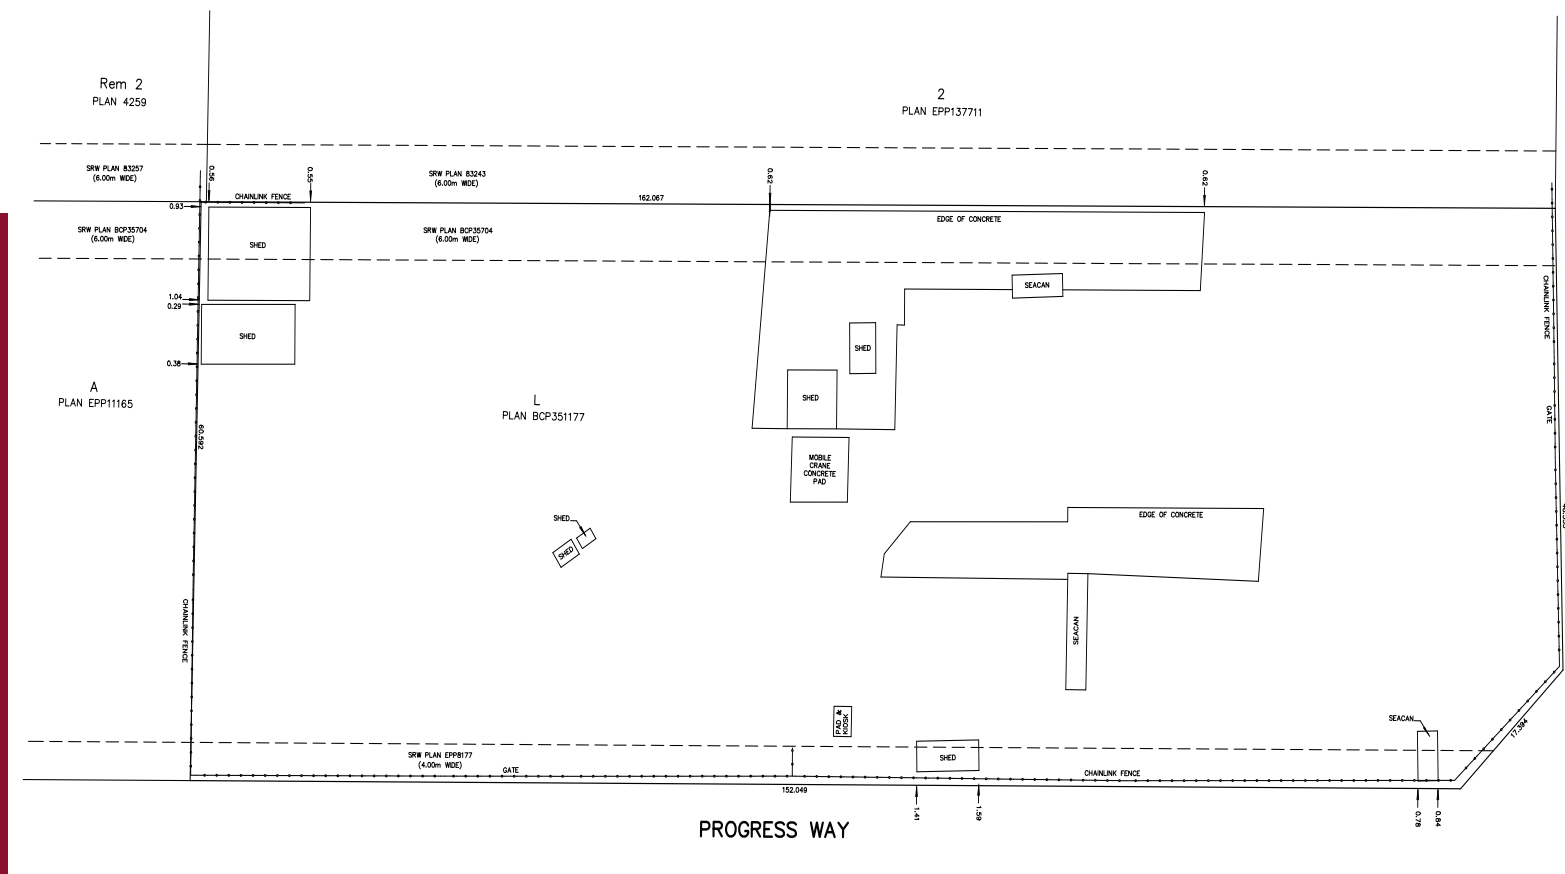 Rem 2
PLAN 4259
2
PLAN EPP137711
SRW PLAN 83257
(6.00m WIDE)
0.56
0.55
SRW PLAN 83243
(6.00m WIDE)
0.62
0.62
CHAINLINK FENCE
162.067
0.93
SRW PLAN BCP35704
(6.00m WIDE)
SRW PLAN BCP35704
(6.00m WIDE)
EDGE OF CONCRETE
SHED
SEACAN
CHAINLINK FENCE
1.04
0.29
SHED
SHED
0.38
A
PLAN EPP11165
L
PLAN BCP351177
SHED
GATE
60.592
MOBILE
CRANE
CONCRETE
PAD
SHED
SHED
EDGE OF CONCRETE
CHAINLINK FENCE
SEACAN
PAD &
KIOSK
SEACAN
17.394
SRW PLAN EPP8177
(4.00m WIDE)
GATE
SHED
CHAINLINK FENCE
152.049
1.41
1.59
0.78
0.84
PROGRESS WAY